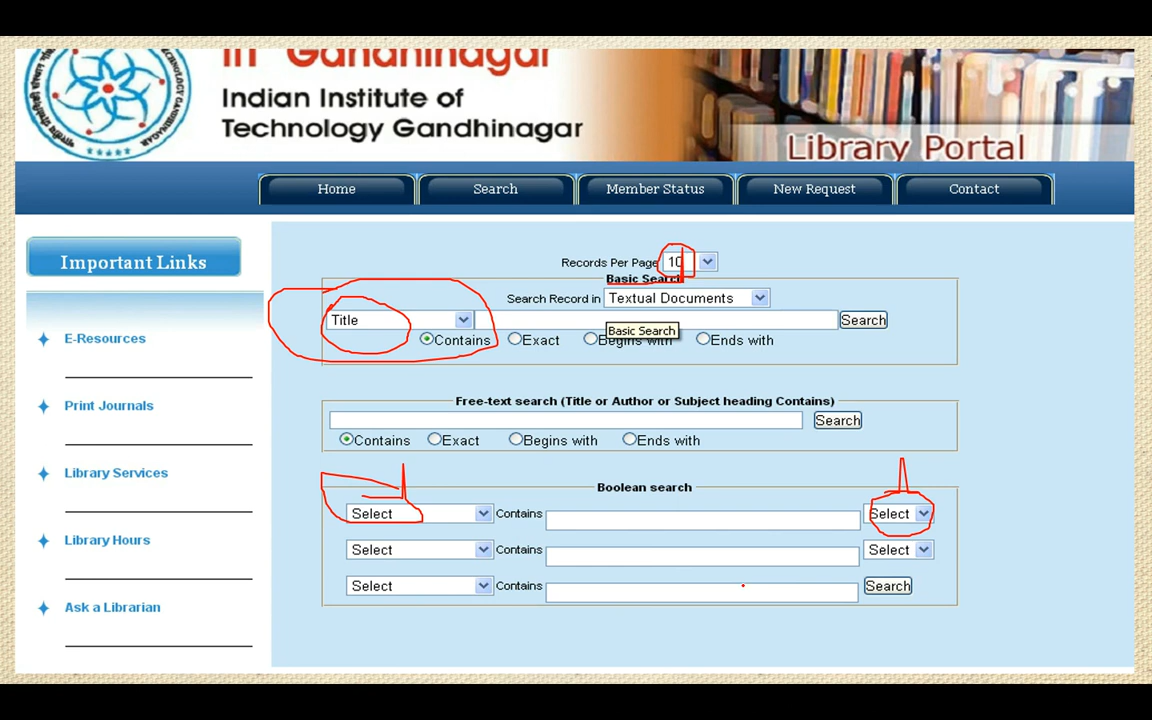 IIT Gandhinagar
Indian Institute of
Technology Gandhinagar
Library Portal
Home Search Member Status New Request Contact
Important Links
E-Resources
Print Journals
Library Services
Library Hours
Ask a Librarian
Records Per Page 10
Basic Search
Search Record in Textual Documents
Title Search
Basic Search
Contains Exact Begins with Ends with
Free-text search (Title or Author or Subject heading Contains)
Search
Contains Exact Begins with Ends with
Boolean search
Select Contains Select
Select Contains Select
Select Contains Search